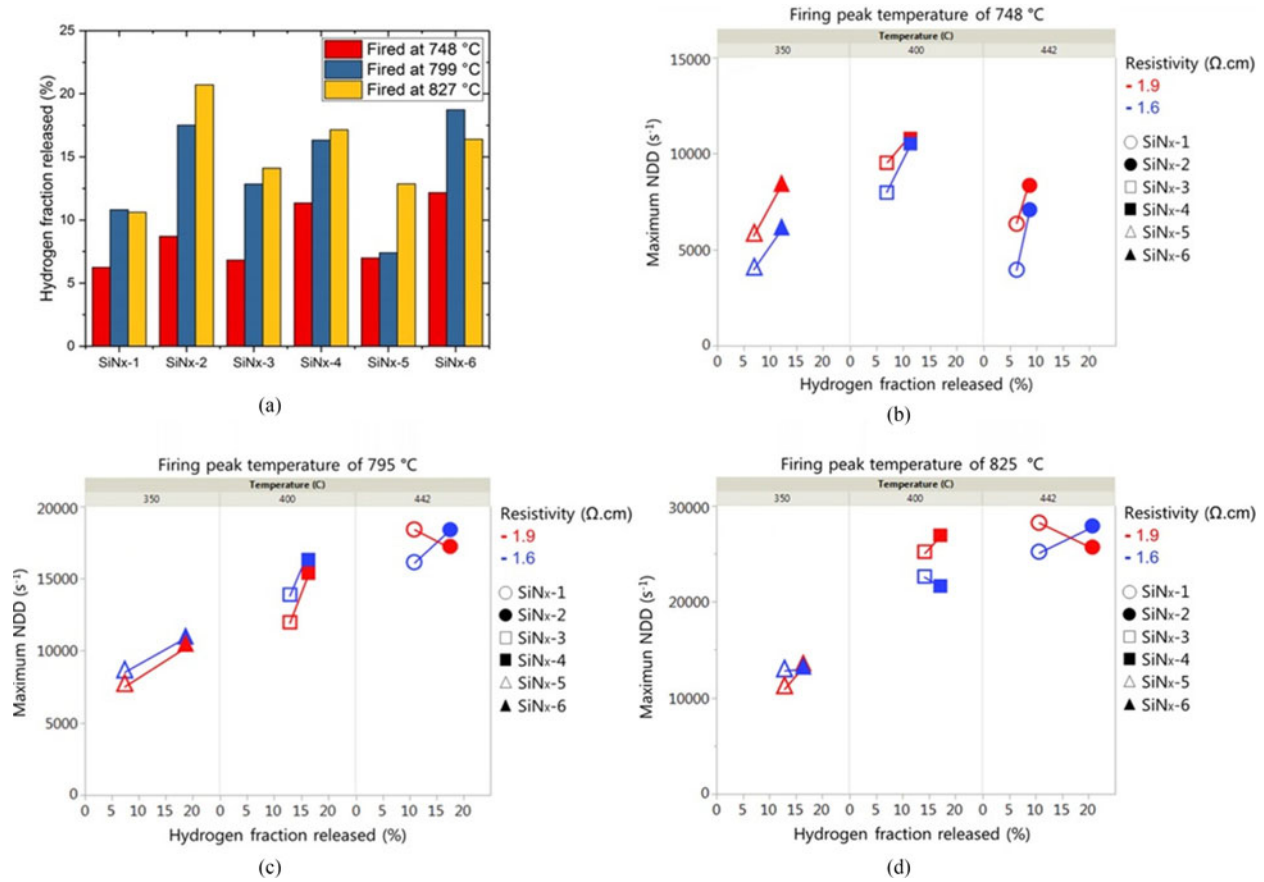 25
20
15
10
5
0
Hydrogen fraction released (%)
Fired at 748 °C
Fired at 799 °C
Fired at 827 °C
SiNx-1 SiNx-2 SiNx-3 SiNx-4 SiNx-5 SiNx-6
(a)
Firing peak temperature of 748 °C
Temperature (C)
350 400 442
15000
10000
5000
0
Maximum NDD (s⁻¹)
0 5 10 15 20 0 5 10 15 20 0 5 10 15 20
Hydrogen fraction released (%)
Resistivity (Ω.cm)
- 1.9
- 1.6
SiNx-1
SiNx-2
SiNx-3
SiNx-4
SiNx-5
SiNx-6
(b)
Firing peak temperature of 795 °C
Temperature (C)
350 400 442
20000
15000
10000
5000
0
Maximum NDD (s⁻¹)
0 5 10 15 20 0 5 10 15 20 0 5 10 15 20
Hydrogen fraction released (%)
Resistivity (Ω.cm)
- 1.9
- 1.6
SiNx-1
SiNx-2
SiNx-3
SiNx-4
SiNx-5
SiNx-6
(c)
Firing peak temperature of 825 °C
Temperature (C)
350 400 442
30000
20000
10000
0
Maximun NDD (s⁻¹)
0 5 10 15 20 0 5 10 15 20 0 5 10 15 20
Hydrogen fraction released (%)
Resistivity (Ω.cm)
- 1.9
- 1.6
SiNx-1
SiNx-2
SiNx-3
SiNx-4
SiNx-5
SiNx-6
(d)